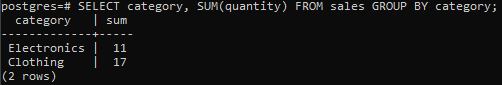 postgres=# SELECT category, SUM(quantity) FROM sales GROUP BY category;
  category   | sum
-------------+-----
 Electronics |  11
 Clothing    |  17
(2 rows)